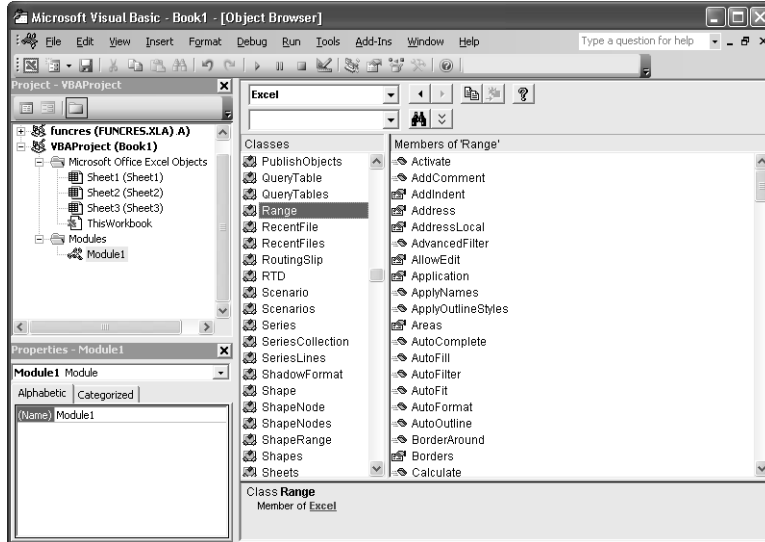 Microsoft Visual Basic - Book1 - [Object Browser]
File Edit View Insert Format Debug Run Tools Add-Ins Window Help Type a question for help
Project - VBAProject
funcres (FUNCRES.XLA) A)
VBAProject (Book1)
Microsoft Office Excel Objects
Sheet1 (Sheet1)
Sheet2 (Sheet2)
Sheet3 (Sheet3)
ThisWorkbook
Modules
Module1
Properties - Module1
Module1 Module
Alphabetic Categorized
(Name) Module1
Excel
Classes
PublishObjects
QueryTable
QueryTables
Range
RecentFile
RecentFiles
RoutingSlip
RTD
Scenario
Scenarios
Series
SeriesCollection
SeriesLines
ShadowFormat
Shape
ShapeNode
ShapeNodes
ShapeRange
Shapes
Sheets
Members of 'Range'
Activate
AddComment
AddIndent
Address
AddressLocal
AdvancedFilter
AllowEdit
Application
ApplyNames
ApplyOutlineStyles
Areas
AutoComplete
AutoFill
AutoFilter
AutoFit
AutoFormat
AutoOutline
BorderAround
Borders
Calculate
Class Range
Member of Excel